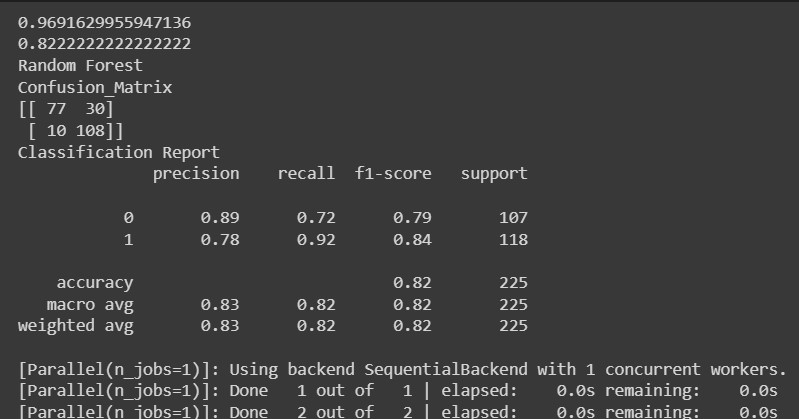 0.9691629955947136
0.8222222222222222
Random Forest
Confusion_Matrix
[[ 77  30]
 [ 10 108]]
Classification Report
              precision    recall  f1-score   support

           0       0.89      0.72      0.79       107
           1       0.78      0.92      0.84       118

    accuracy                           0.82       225
   macro avg       0.83      0.82      0.82       225
weighted avg       0.83      0.82      0.82       225

[Parallel(n_jobs=1)]: Using backend SequentialBackend with 1 concurrent workers.
[Parallel(n_jobs=1)]: Done   1 out of   1 | elapsed:    0.0s remaining:    0.0s
[Parallel(n_jobs=1)]: Done   2 out of   2 | elapsed:    0.0s remaining:    0.0s